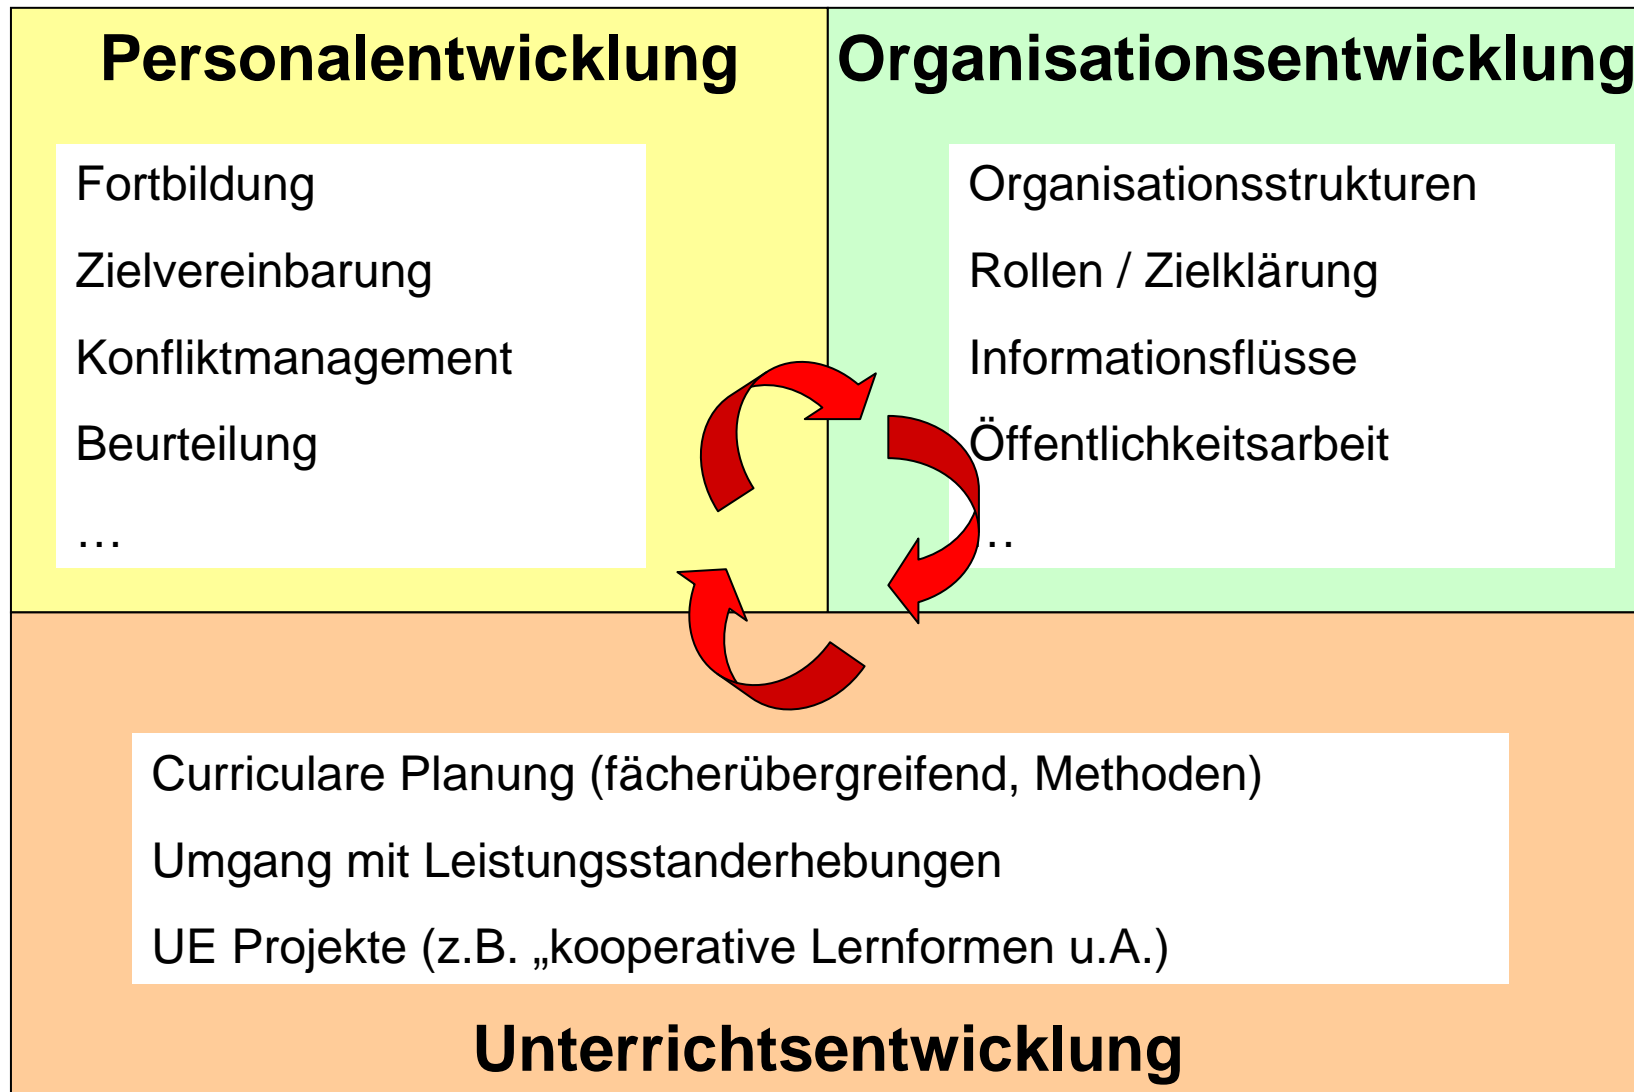 Personalentwicklung
Fortbildung
Zielvereinbarung
Konfliktmanagement
Beurteilung
…
Organisationsentwicklung
Organisationsstrukturen
Rollen / Zielklärung
Informationsflüsse
Öffentlichkeitsarbeit
…
Curriculare Planung (fächerübergreifend, Methoden)
Umgang mit Leistungsstanderhebungen
UE Projekte (z.B. „kooperative Lernformen u.A.)
Unterrichtsentwicklung